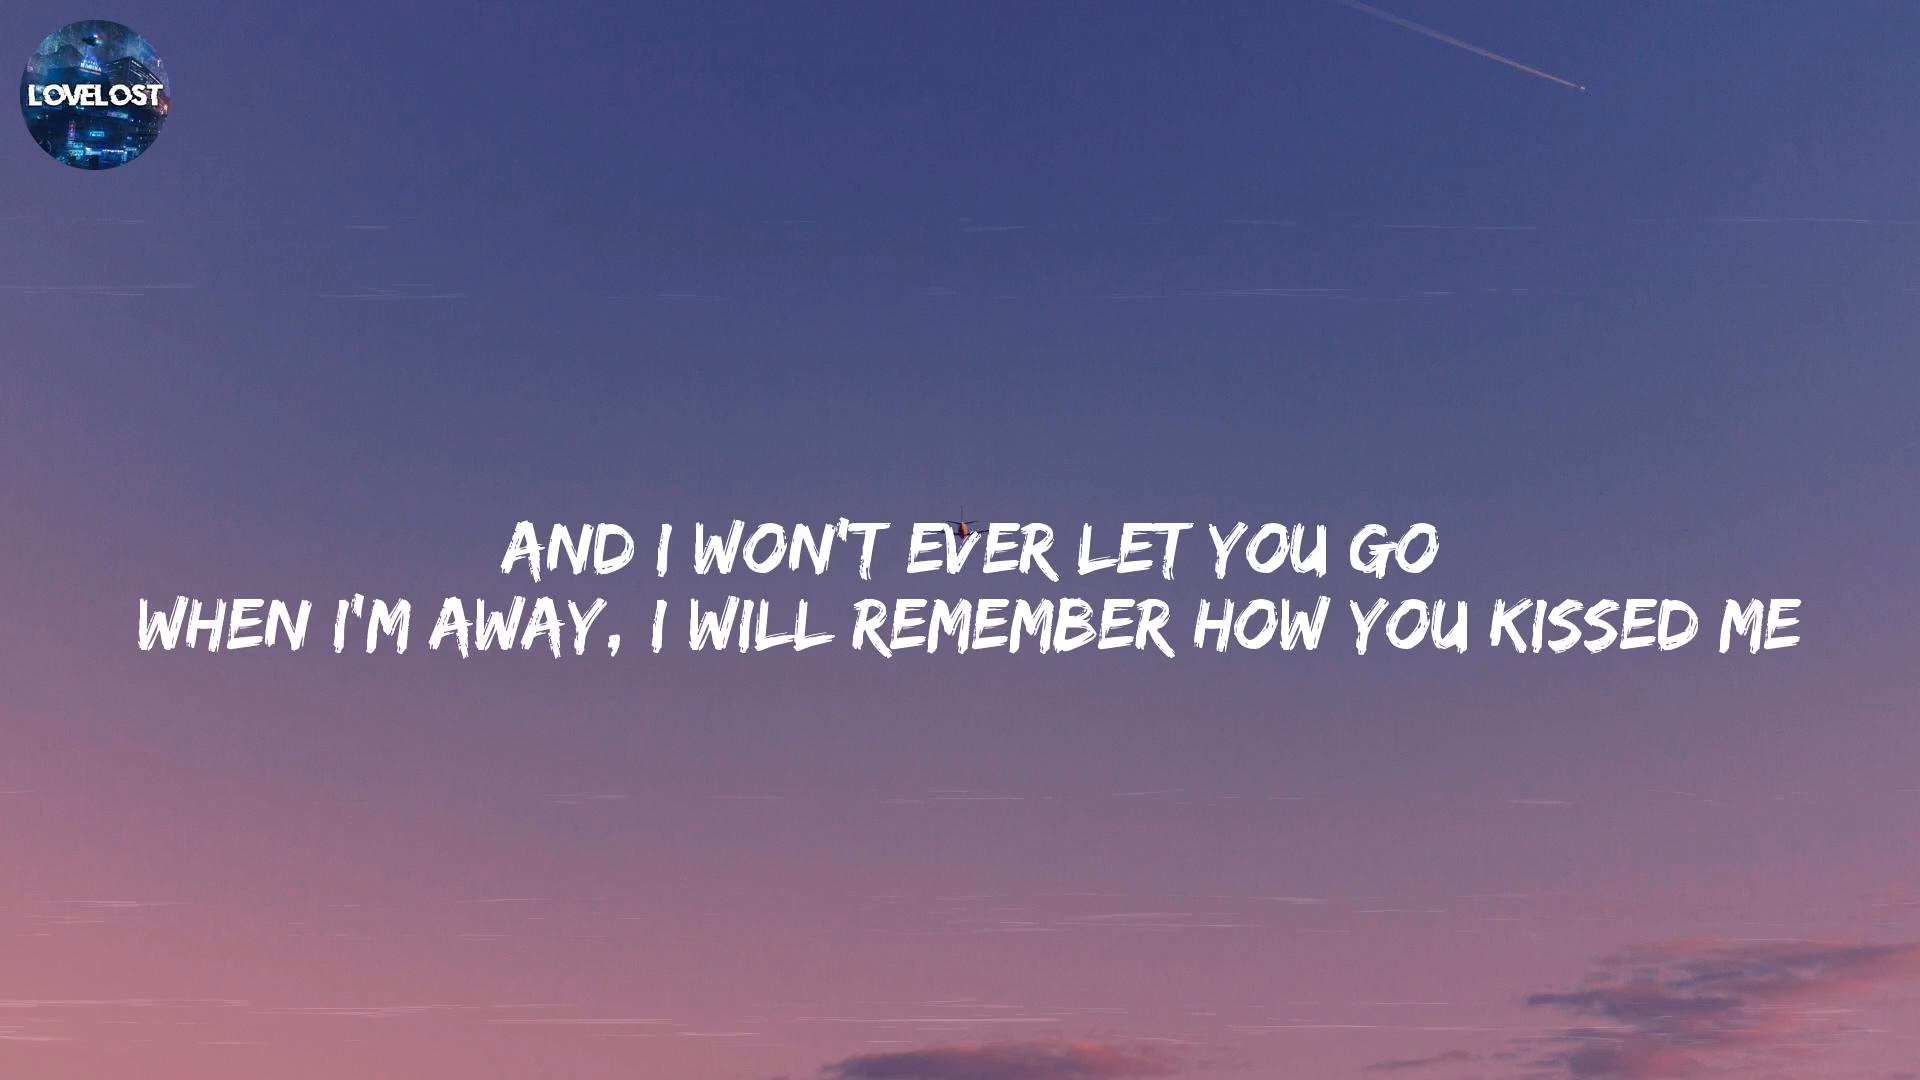 LOVELOST
AND I WON'T EVER LET YOU GO
WHEN I'M AWAY, I WILL REMEMBER HOW YOU KISSED ME